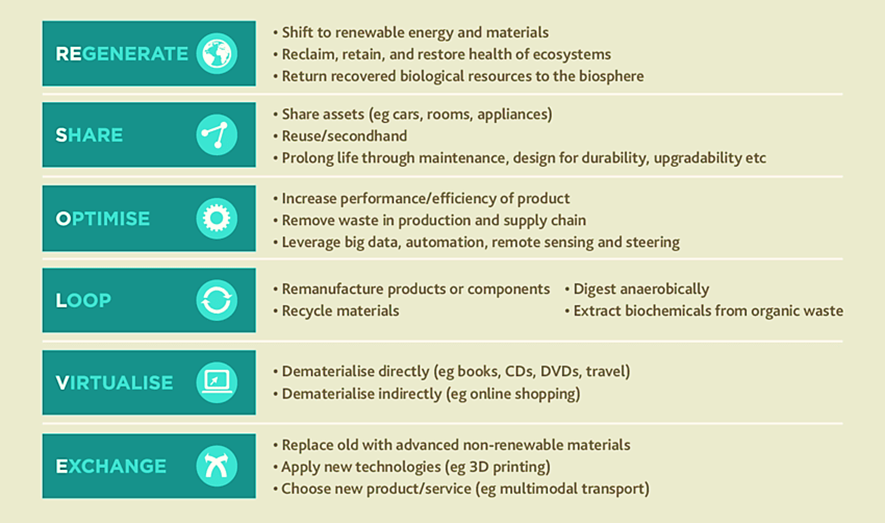 REGENERATE
• Shift to renewable energy and materials
• Reclaim, retain, and restore health of ecosystems
• Return recovered biological resources to the biosphere
SHARE
• Share assets (eg cars, rooms, appliances)
• Reuse/secondhand
• Prolong life through maintenance, design for durability, upgradability etc
OPTIMISE
• Increase performance/efficiency of product
• Remove waste in production and supply chain
• Leverage big data, automation, remote sensing and steering
LOOP
• Remanufacture products or components
• Recycle materials
• Digest anaerobically
• Extract biochemicals from organic waste
VIRTUALISE
• Dematerialise directly (eg books, CDs, DVDs, travel)
• Dematerialise indirectly (eg online shopping)
EXCHANGE
• Replace old with advanced non-renewable materials
• Apply new technologies (eg 3D printing)
• Choose new product/service (eg multimodal transport)